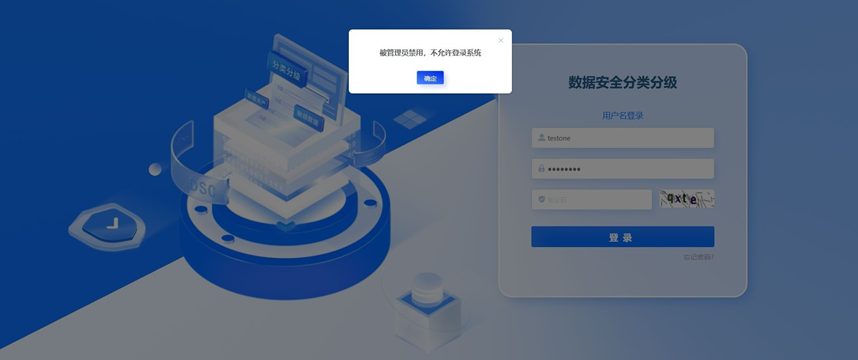 被管理员禁用，不允许登录系统
确定
数据安全分类分级
用户名登录
testone
验证码
qxte
登 录
忘记密码?
分类分级
敏感数据
DSC